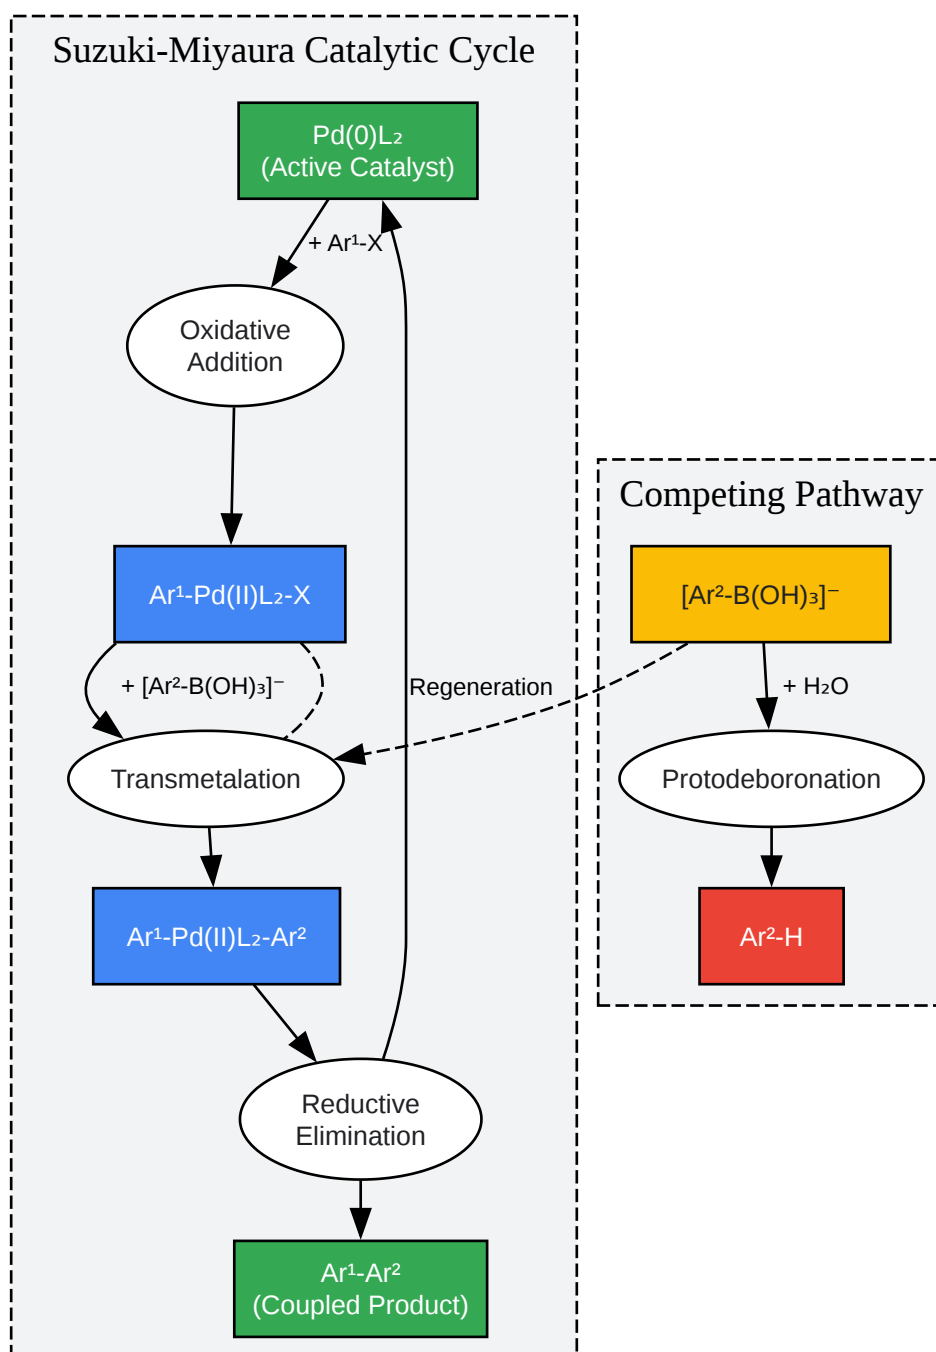 Suzuki-Miyaura Catalytic Cycle
Pd(0)L₂
(Active Catalyst)
+ Ar¹-X
Oxidative
Addition
Ar¹-Pd(II)L₂-X
+ [Ar²-B(OH)₃]⁻
Regeneration
Transmetalation
Ar¹-Pd(II)L₂-Ar²
Reductive
Elimination
Ar¹-Ar²
(Coupled Product)
Competing Pathway
[Ar²-B(OH)₃]⁻
+ H₂O
Protodeboronation
Ar²-H